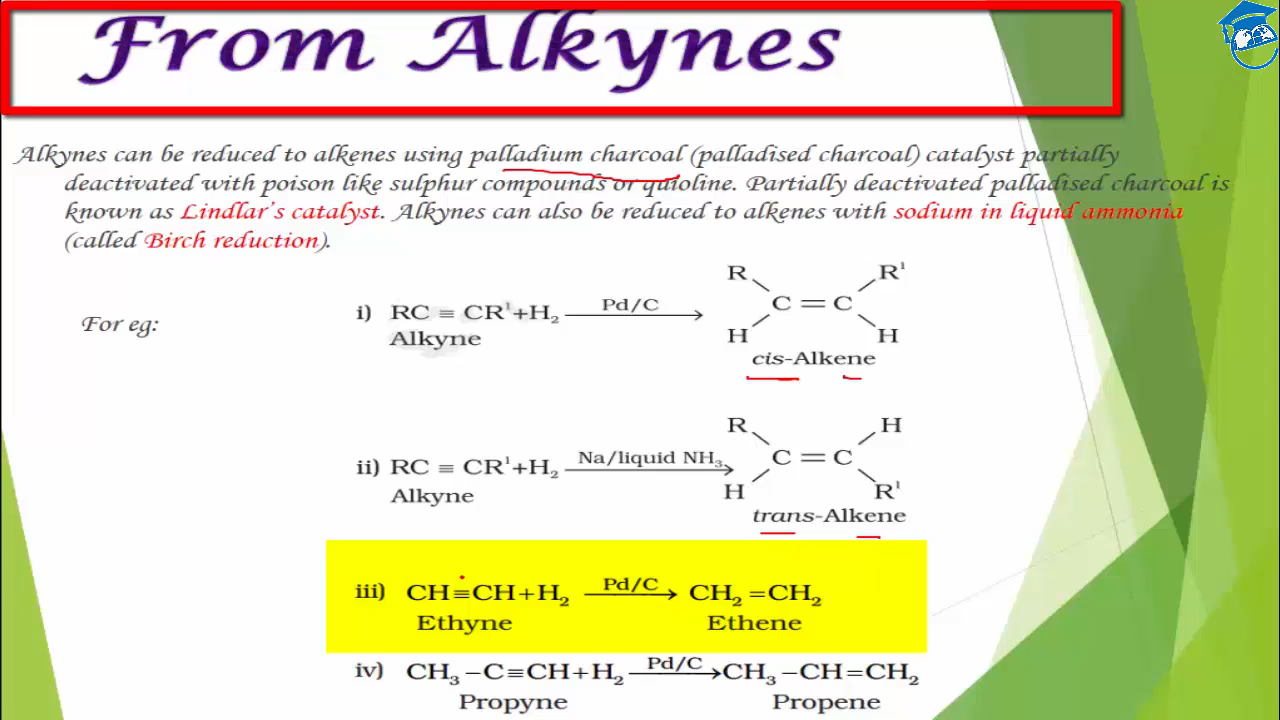 From Alkynes
Alkynes can be reduced to alkenes using palladium charcoal (palladised charcoal) catalyst partially
deactivated with poison like sulphur compounds or quioline. Partially deactivated palladised charcoal is
known as Lindlar's catalyst. Alkynes can also be reduced to alkenes with sodium in liquid ammonia
(called Birch reduction).
For eg:
i) RC ≡ CR¹+H₂ Pd/C → R R¹
C = C
H H
Alkyne cis-Alkene
ii) RC ≡ CR¹+H₂ Na/liquid NH₃ → R H
C = C
H R¹
Alkyne trans-Alkene
iii) CH≡CH+H₂ Pd/C → CH₂=CH₂
Ethyne Ethene
iv) CH₃−C≡CH+H₂ Pd/C → CH₃−CH=CH₂
Propyne Propene